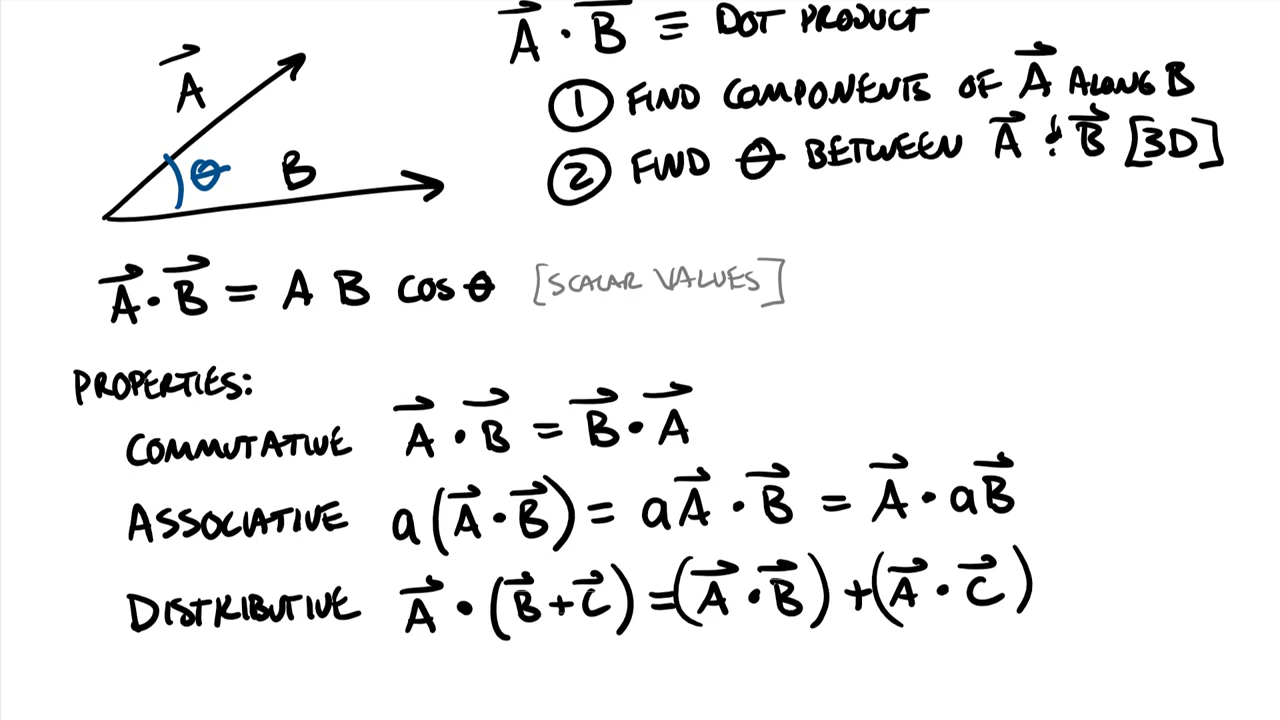 A⃗ · B⃗ ≡ DOT PRODUCT
① FIND COMPONENTS OF A⃗ ALONG B
② FIND θ BETWEEN A⃗ & B⃗ [3D]
A⃗
θ
B
A⃗ · B⃗ = A B cos θ [SCALAR VALUES]
PROPERTIES:
COMMUTATIVE A⃗ · B⃗ = B⃗ · A⃗
ASSOCIATIVE a(A⃗ · B⃗) = aA⃗ · B⃗ = A⃗ · aB⃗
DISTRIBUTIVE A⃗ · (B⃗ + C⃗) = (A⃗ · B⃗) + (A⃗ · C⃗)